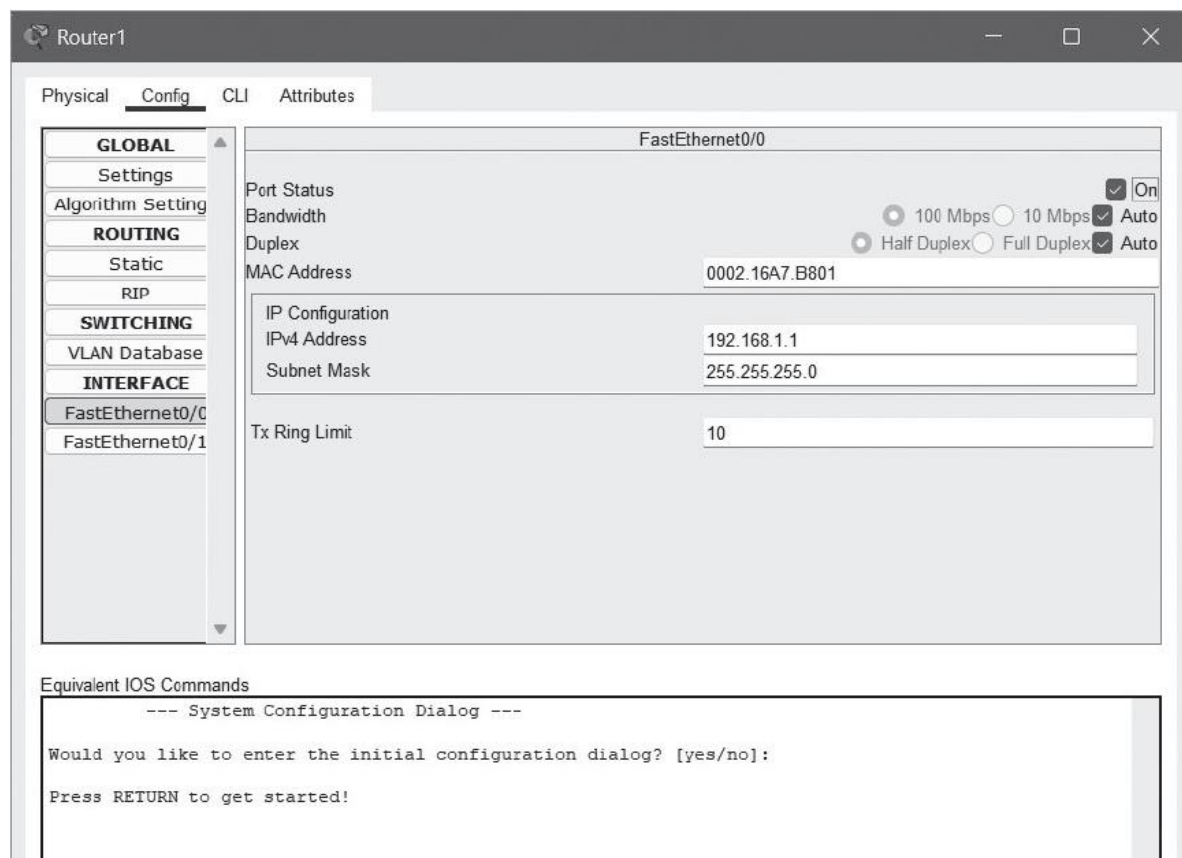 Router1
Physical Config CLI Attributes
GLOBAL
Settings
Algorithm Setting
ROUTING
Static
RIP
SWITCHING
VLAN Database
INTERFACE
FastEthernet0/0
FastEthernet0/1
FastEthernet0/0
Port Status On
Bandwidth 100 Mbps 10 Mbps Auto
Duplex Half Duplex Full Duplex Auto
MAC Address 0002.16A7.B801
IP Configuration
IPv4 Address 192.168.1.1
Subnet Mask 255.255.255.0
Tx Ring Limit 10
Equivalent IOS Commands
--- System Configuration Dialog ---
Would you like to enter the initial configuration dialog? [yes/no]:
Press RETURN to get started!